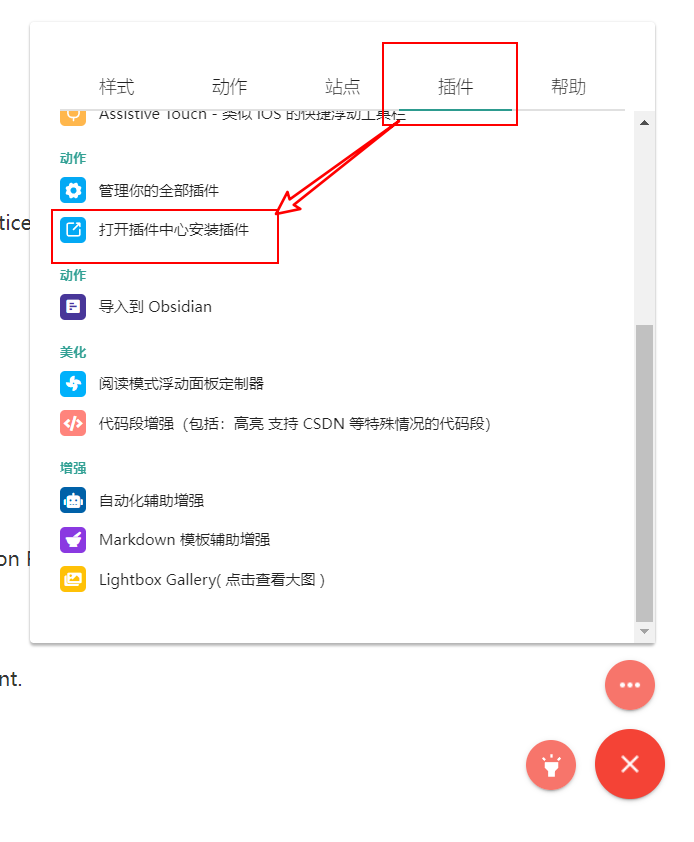 样式 动作 站点 插件 帮助
Assistive Touch - 类似 iOS 的快捷浮动工具栏
动作
管理你的全部插件
tice
打开插件中心安装插件
动作
导入到 Obsidian
美化
阅读模式浮动面板定制器
代码段增强（包括：高亮 支持 CSDN 等特殊情况的代码段）
增强
自动化辅助增强
Markdown 模板辅助增强
on
Lightbox Gallery( 点击查看大图 )
nt.